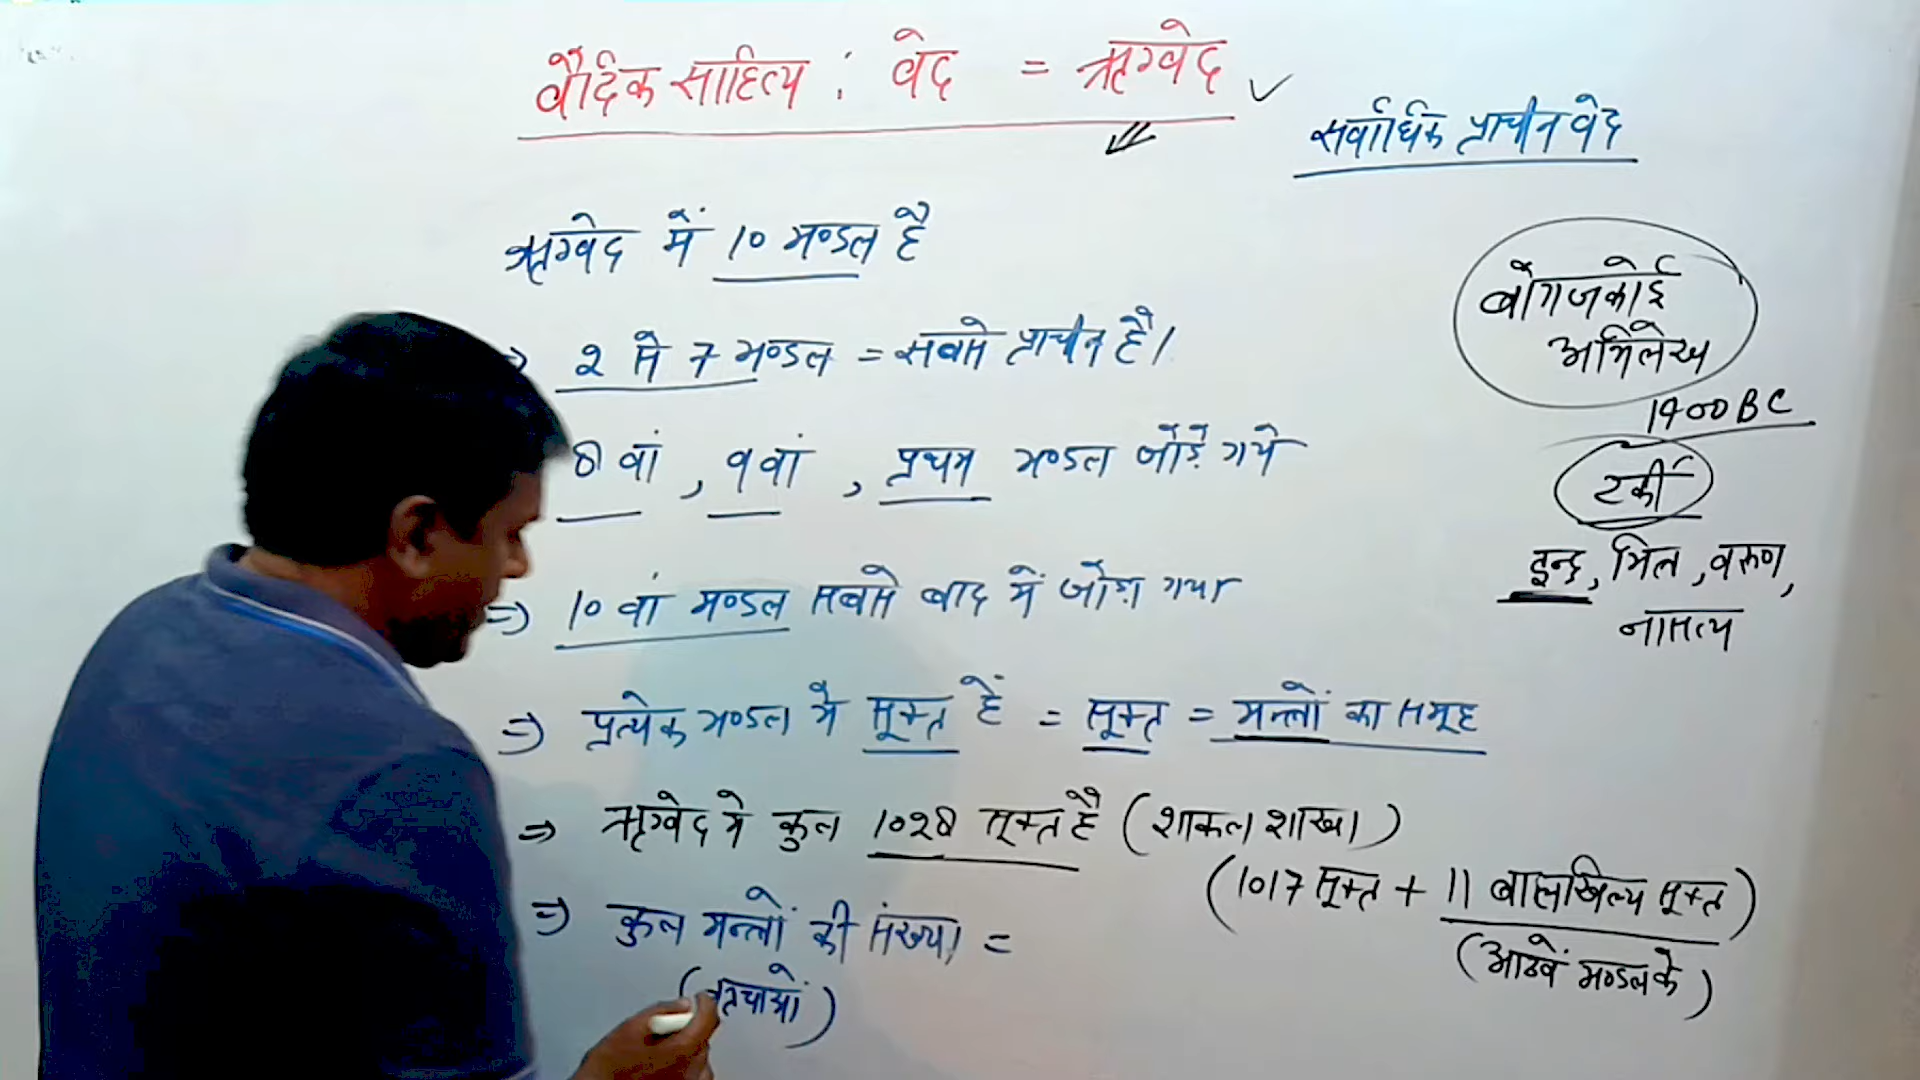 वैदिक साहित्य : वेद = ऋग्वेद ✓
सर्वाधिक प्राचीन वेद
ऋग्वेद में 10 मण्डल है
⇒ 2 से 7 मण्डल = सबसे प्राचीन है।
8 वां , 9 वां , प्रथम मण्डल जोड़े गये
⇒ 10 वां मण्डल सबसे बाद में जोड़ा गया
⇒ प्रत्येक मण्डल में सूक्त हैं = सूक्त = मन्त्रों का समूह
⇒ ऋग्वेद में कुल 1028 सूक्त है (शाकल शाखा)
(1017 सूक्त + 11 बालखिल्य सूक्त)
(आठवें मण्डल के)
⇒ कुल मन्त्रों की संख्या =
(ऋचाओं)
बोगजकोई
अभिलेख
1400 BC
टर्की
इन्द्र, मित्र, वरुण,
नासत्य